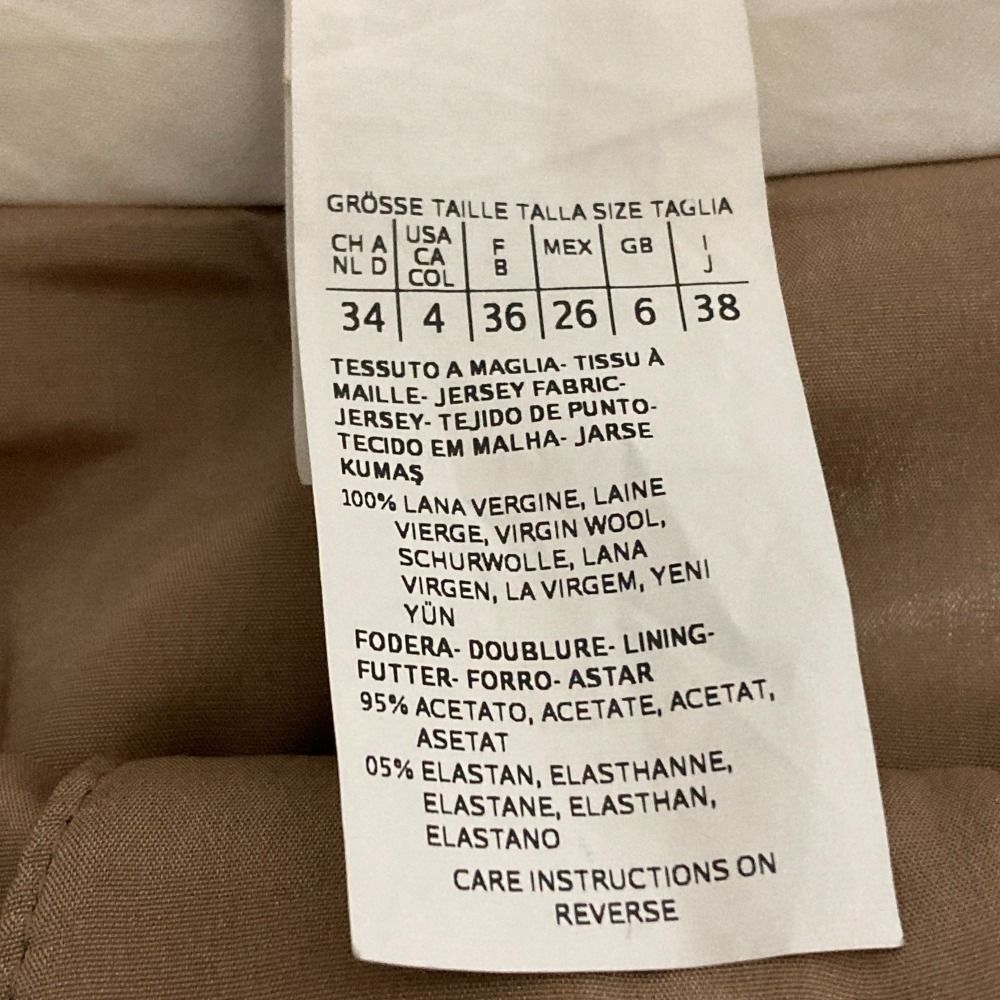 GRÖSSE TAILLE TALLA SIZE TAGLIA
CH A NL D | USA CA COL | F B | MEX | GB | I J
34 | 4 | 36 | 26 | 6 | 38
TESSUTO A MAGLIA- TISSU À
MAILLE- JERSEY FABRIC-
JERSEY- TEJIDO DE PUNTO-
TECIDO EM MALHA- JARSE
KUMAŞ
100% LANA VERGINE, LAINE
VIERGE, VIRGIN WOOL,
SCHURWOLLE, LANA
VIRGEN, LA VIRGEM, YENI
YÜN
FODERA- DOUBLURE- LINING-
FUTTER- FORRO- ASTAR
95% ACETATO, ACETATE, ACETAT,
ASETAT
05% ELASTAN, ELASTHANNE,
ELASTANE, ELASTHAN,
ELASTANO
CARE INSTRUCTIONS ON
REVERSE